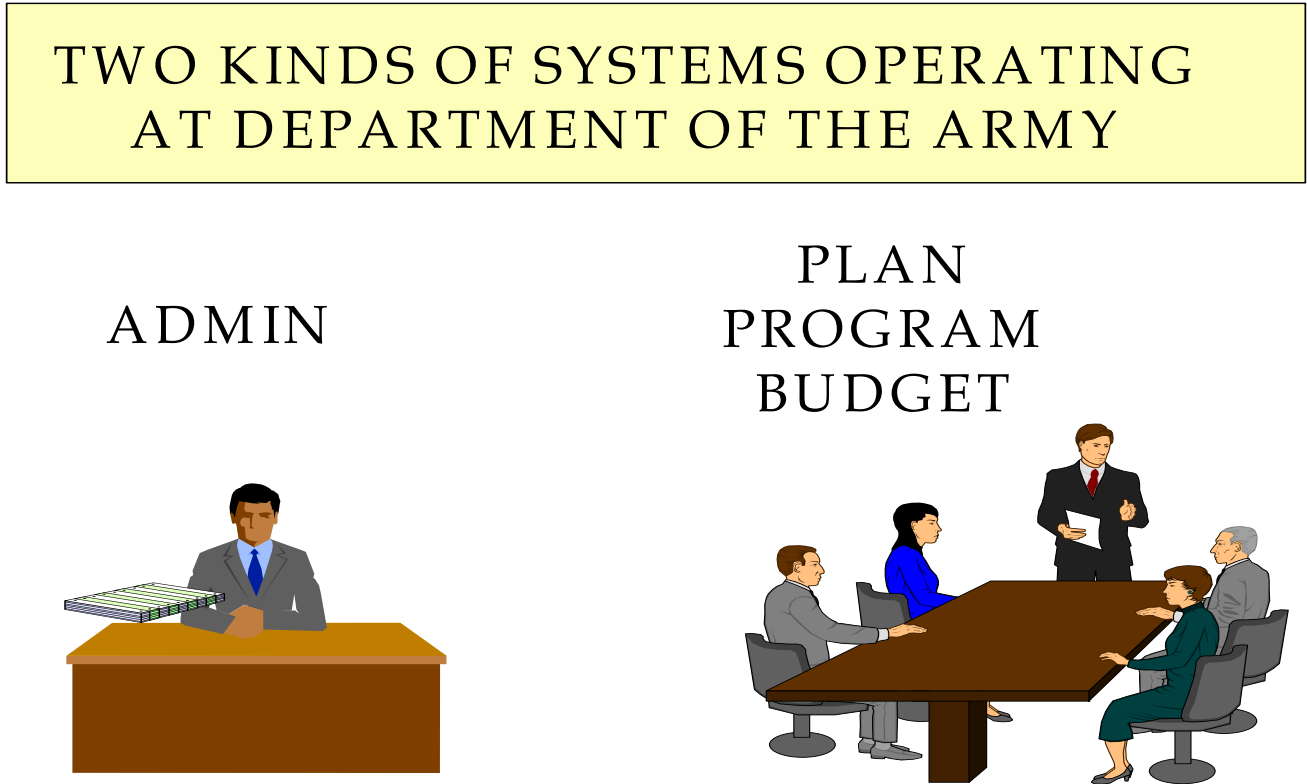 TWO KINDS OF SYSTEMS OPERATING
AT DEPARTMENT OF THE ARMY
ADMIN
PLAN
PROGRAM
BUDGET